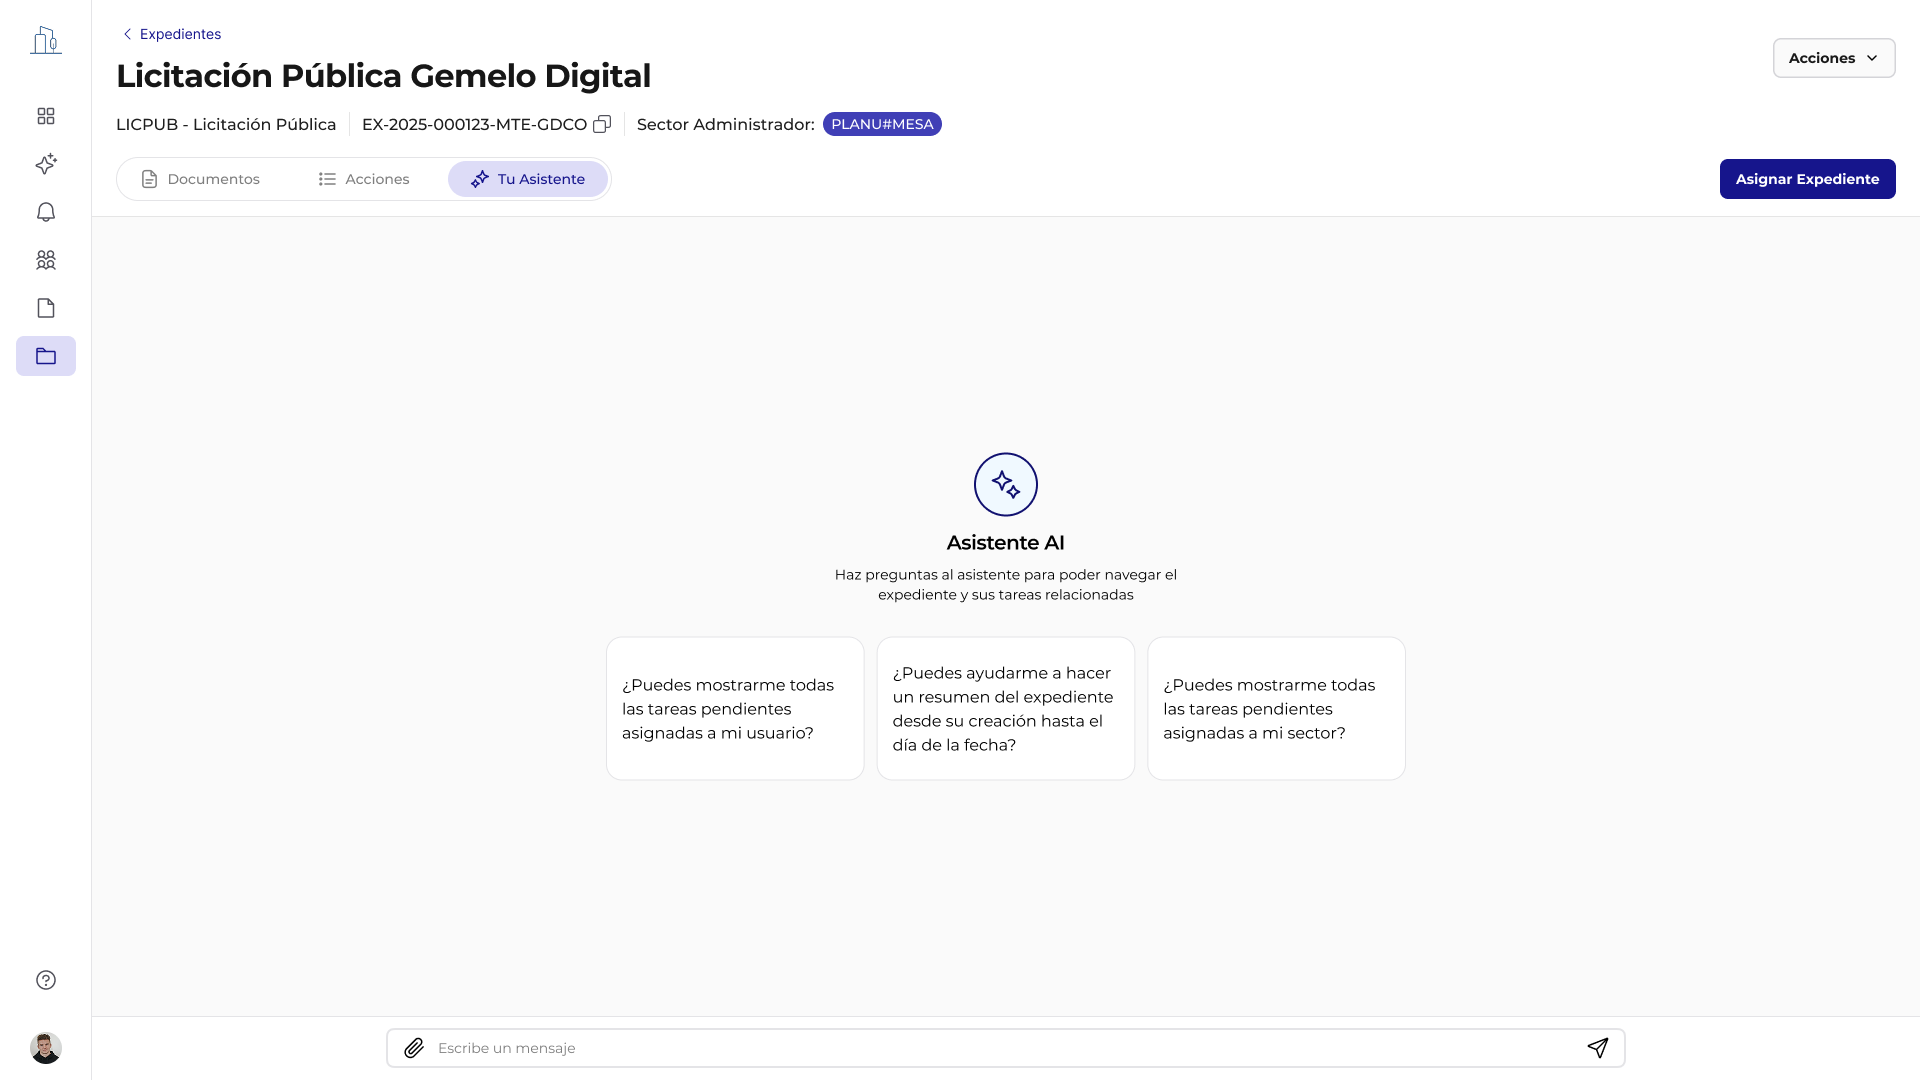 Expedientes
Licitación Pública Gemelo Digital
Acciones
LICPUB - Licitación Pública
EX-2025-000123-MTE-GDCO
Sector Administrador: PLANU#MESA
Documentos
Acciones
Tu Asistente
Asignar Expediente
Asistente AI
Haz preguntas al asistente para poder navegar el
expediente y sus tareas relacionadas
¿Puedes mostrarme todas
las tareas pendientes
asignadas a mi usuario?
¿Puedes ayudarme a hacer
un resumen del expediente
desde su creación hasta el
día de la fecha?
¿Puedes mostrarme todas
las tareas pendientes
asignadas a mi sector?
Escribe un mensaje